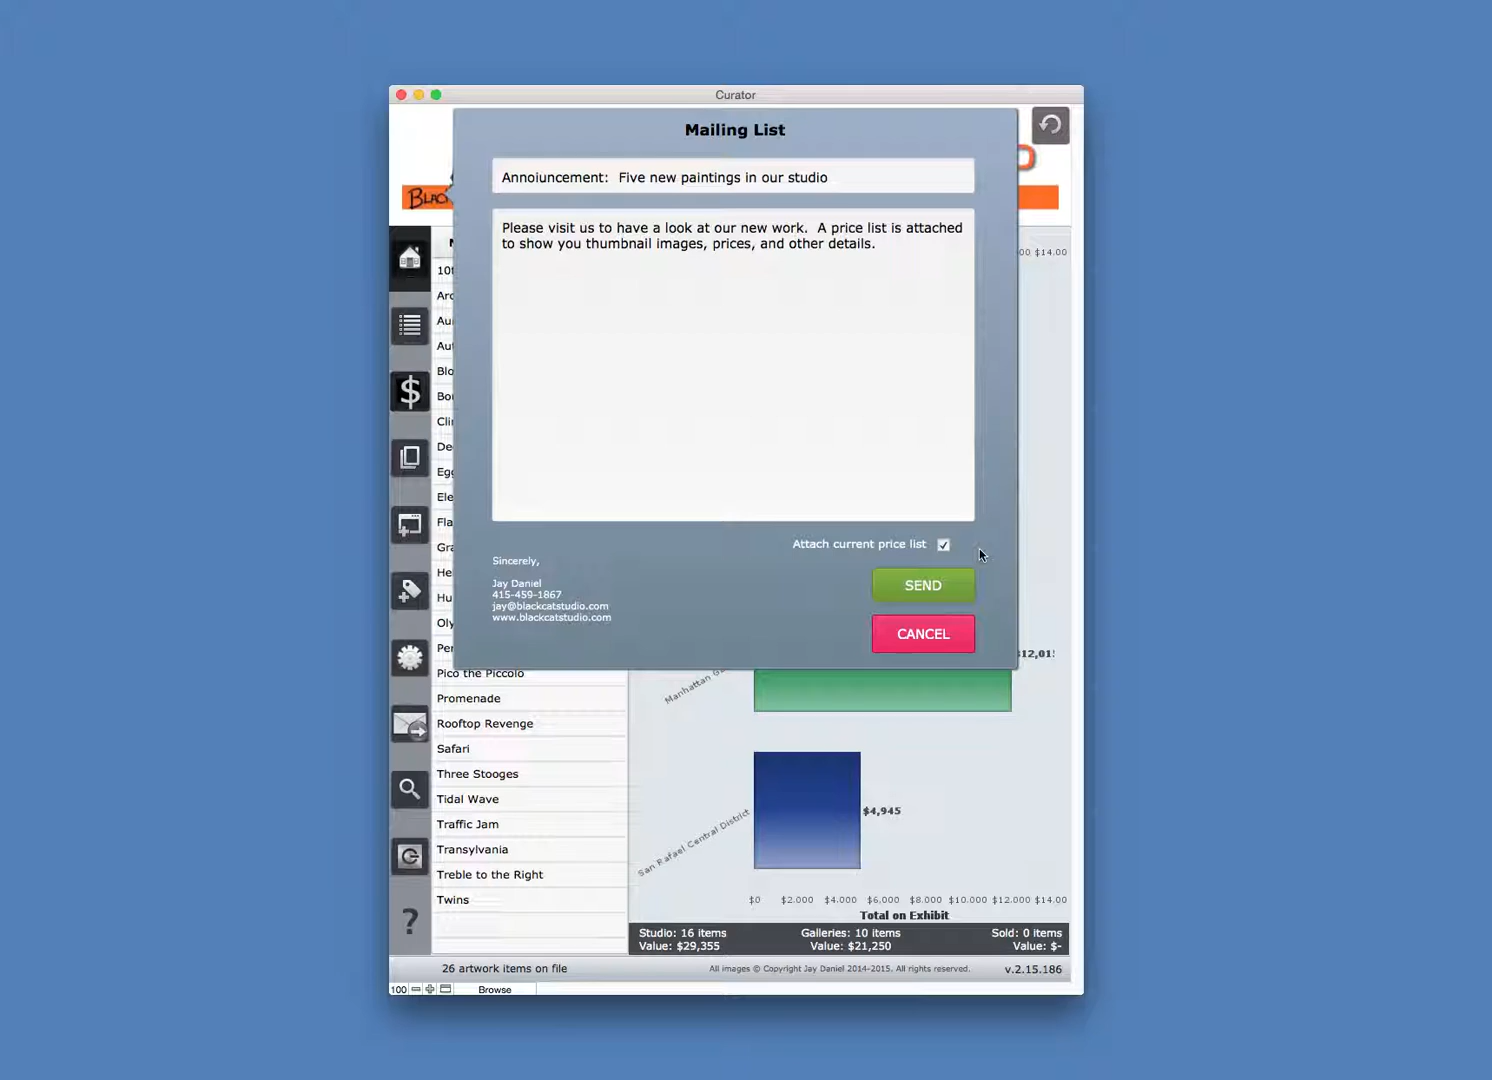 Curator
Mailing List
Annoiuncement:  Five new paintings in our studio
Please visit us to have a look at our new work.  A price list is attached
to show you thumbnail images, prices, and other details.
Attach current price list
Sincerely,
Jay Daniel
415-459-1867
jay@blackcatstudio.com
www.blackcatstudio.com
SEND
CANCEL
$14.00
Pico the Piccolo
Promenade
Rooftop Revenge
Safari
Three Stooges
Tidal Wave
Traffic Jam
Transylvania
Treble to the Right
Twins
San Rafael Central District
$4,945
$0 $2.000 $4.000 $6,000 $8.000 $10.000 $12.000 $14.00
Total on Exhibit
Studio: 16 items Galleries: 10 items Sold: 0 items
Value: $29,355 Value: $21,250 Value: $-
26 artwork items on file All images © Copyright Jay Daniel 2014-2015. All rights reserved. v.2.15.186
100 Browse